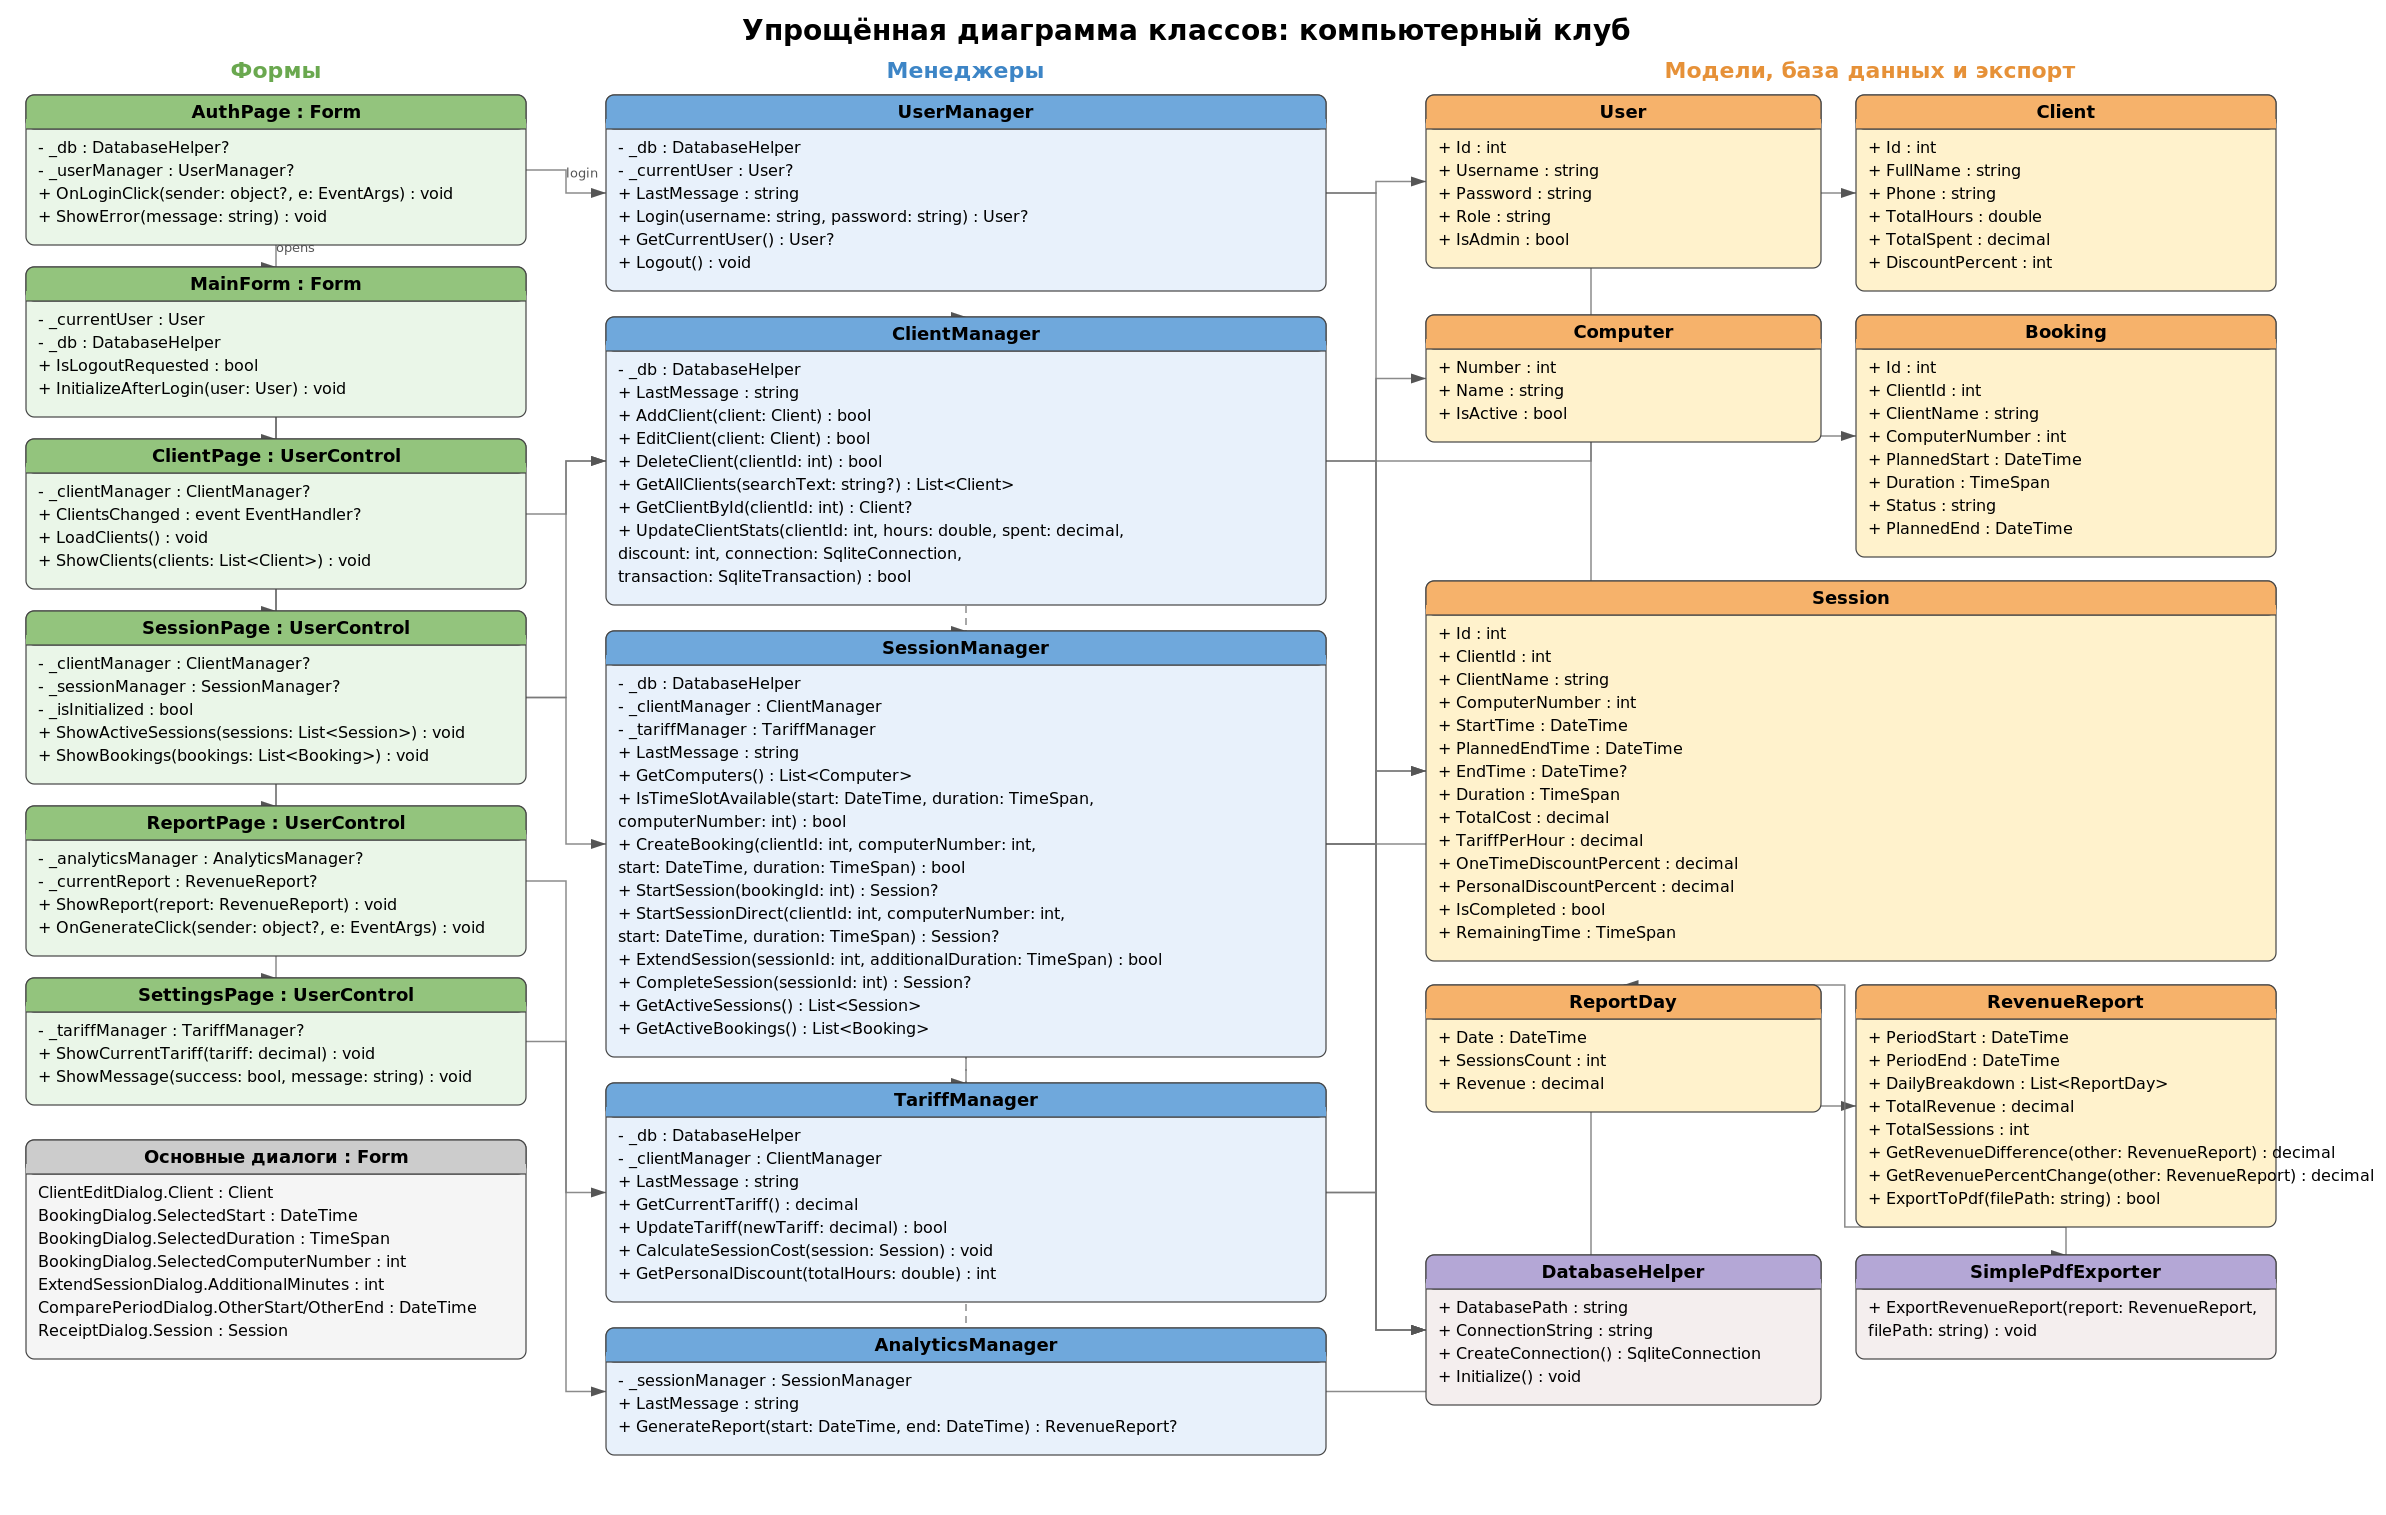 Упрощённая диаграмма классов: компьютерный клуб
Формы
AuthPage : Form
- _db : DatabaseHelper?
- _userManager : UserManager?
+ OnLoginClick(sender: object?, e: EventArgs) : void
+ ShowError(message: string) : void
opens
login
MainForm : Form
- _currentUser : User
- _db : DatabaseHelper
+ IsLogoutRequested : bool
+ InitializeAfterLogin(user: User) : void
ClientPage : UserControl
- _clientManager : ClientManager?
+ ClientsChanged : event EventHandler?
+ LoadClients() : void
+ ShowClients(clients: List<Client>) : void
SessionPage : UserControl
- _clientManager : ClientManager?
- _sessionManager : SessionManager?
- _isInitialized : bool
+ ShowActiveSessions(sessions: List<Session>) : void
+ ShowBookings(bookings: List<Booking>) : void
ReportPage : UserControl
- _analyticsManager : AnalyticsManager?
- _currentReport : RevenueReport?
+ ShowReport(report: RevenueReport) : void
+ OnGenerateClick(sender: object?, e: EventArgs) : void
SettingsPage : UserControl
- _tariffManager : TariffManager?
+ ShowCurrentTariff(tariff: decimal) : void
+ ShowMessage(success: bool, message: string) : void
Основные диалоги : Form
ClientEditDialog.Client : Client
BookingDialog.SelectedStart : DateTime
BookingDialog.SelectedDuration : TimeSpan
BookingDialog.SelectedComputerNumber : int
ExtendSessionDialog.AdditionalMinutes : int
ComparePeriodDialog.OtherStart/OtherEnd : DateTime
ReceiptDialog.Session : Session
Менеджеры
UserManager
- _db : DatabaseHelper
- _currentUser : User?
+ LastMessage : string
+ Login(username: string, password: string) : User?
+ GetCurrentUser() : User?
+ Logout() : void
ClientManager
- _db : DatabaseHelper
+ LastMessage : string
+ AddClient(client: Client) : bool
+ EditClient(client: Client) : bool
+ DeleteClient(clientId: int) : bool
+ GetAllClients(searchText: string?) : List<Client>
+ GetClientById(clientId: int) : Client?
+ UpdateClientStats(clientId: int, hours: double, spent: decimal,
discount: int, connection: SqliteConnection,
transaction: SqliteTransaction) : bool
SessionManager
- _db : DatabaseHelper
- _clientManager : ClientManager
- _tariffManager : TariffManager
+ LastMessage : string
+ GetComputers() : List<Computer>
+ IsTimeSlotAvailable(start: DateTime, duration: TimeSpan,
computerNumber: int) : bool
+ CreateBooking(clientId: int, computerNumber: int,
start: DateTime, duration: TimeSpan) : bool
+ StartSession(bookingId: int) : Session?
+ StartSessionDirect(clientId: int, computerNumber: int,
start: DateTime, duration: TimeSpan) : Session?
+ ExtendSession(sessionId: int, additionalDuration: TimeSpan) : bool
+ CompleteSession(sessionId: int) : Session?
+ GetActiveSessions() : List<Session>
+ GetActiveBookings() : List<Booking>
TariffManager
- _db : DatabaseHelper
- _clientManager : ClientManager
+ LastMessage : string
+ GetCurrentTariff() : decimal
+ UpdateTariff(newTariff: decimal) : bool
+ CalculateSessionCost(session: Session) : void
+ GetPersonalDiscount(totalHours: double) : int
AnalyticsManager
- _sessionManager : SessionManager
+ LastMessage : string
+ GenerateReport(start: DateTime, end: DateTime) : RevenueReport?
Модели, база данных и экспорт
User
+ Id : int
+ Username : string
+ Password : string
+ Role : string
+ IsAdmin : bool
Client
+ Id : int
+ FullName : string
+ Phone : string
+ TotalHours : double
+ TotalSpent : decimal
+ DiscountPercent : int
Computer
+ Number : int
+ Name : string
+ IsActive : bool
Booking
+ Id : int
+ ClientId : int
+ ClientName : string
+ ComputerNumber : int
+ PlannedStart : DateTime
+ Duration : TimeSpan
+ Status : string
+ PlannedEnd : DateTime
Session
+ Id : int
+ ClientId : int
+ ClientName : string
+ ComputerNumber : int
+ StartTime : DateTime
+ PlannedEndTime : DateTime
+ EndTime : DateTime?
+ Duration : TimeSpan
+ TotalCost : decimal
+ TariffPerHour : decimal
+ OneTimeDiscountPercent : decimal
+ PersonalDiscountPercent : decimal
+ IsCompleted : bool
+ RemainingTime : TimeSpan
ReportDay
+ Date : DateTime
+ SessionsCount : int
+ Revenue : decimal
RevenueReport
+ PeriodStart : DateTime
+ PeriodEnd : DateTime
+ DailyBreakdown : List<ReportDay>
+ TotalRevenue : decimal
+ TotalSessions : int
+ GetRevenueDifference(other: RevenueReport) : decimal
+ GetRevenuePercentChange(other: RevenueReport) : decimal
+ ExportToPdf(filePath: string) : bool
DatabaseHelper
+ DatabasePath : string
+ ConnectionString : string
+ CreateConnection() : SqliteConnection
+ Initialize() : void
SimplePdfExporter
+ ExportRevenueReport(report: RevenueReport,
filePath: string) : void